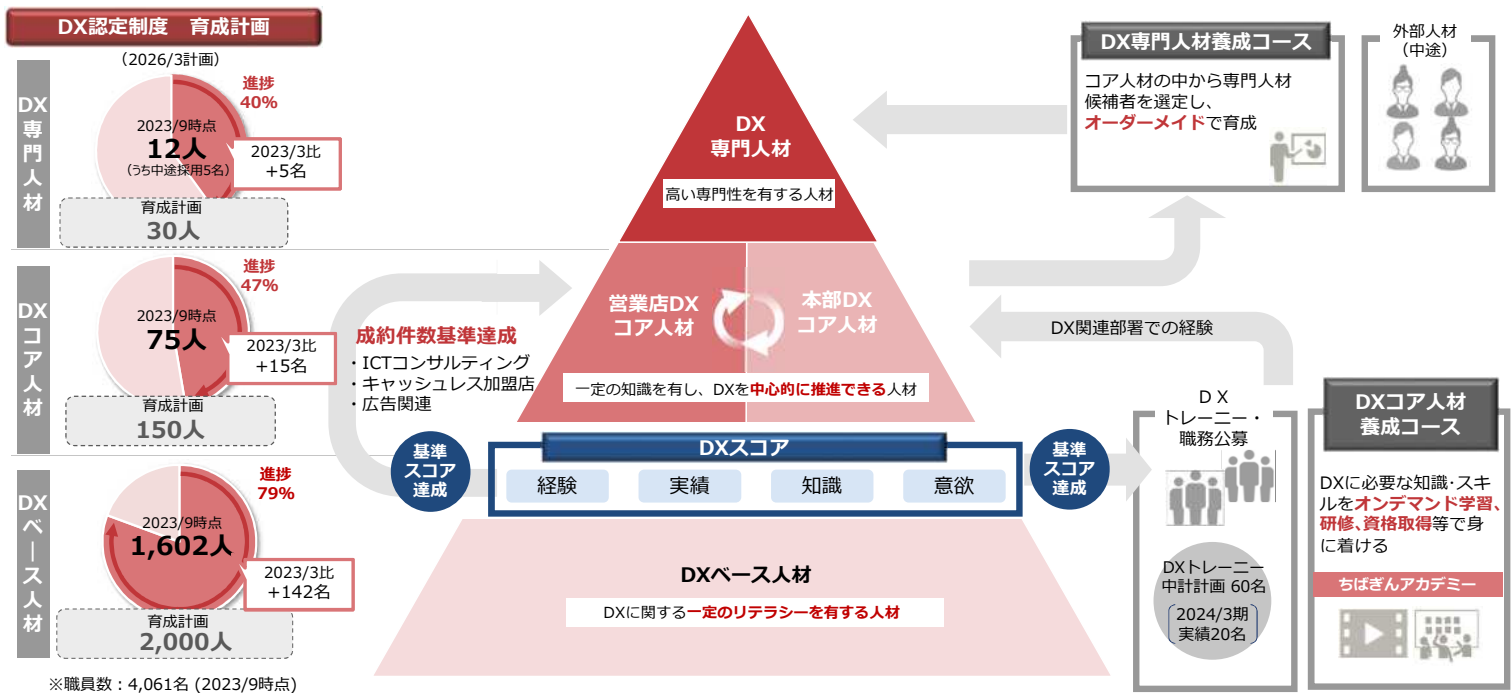 DX認定制度　育成計画
（2026/3計画）
DX専門人材
進捗
40%
2023/9時点
12人
（うち中途採用5名）
2023/3比
+5名
育成計画
30人
DXコア人材
進捗
47%
2023/9時点
75人
2023/3比
+15名
育成計画
150人
DXベース人材
進捗
79%
2023/9時点
1,602人
2023/3比
+142名
育成計画
2,000人
※職員数：4,061名 (2023/9時点)
成約件数基準達成
・ICTコンサルティング
・キャッシュレス加盟店
・広告関連
基準
スコア
達成
DX
専門人材
高い専門性を有する人材
営業店DX
コア人材
本部DX
コア人材
一定の知識を有し、DXを中心的に推進できる人材
DXスコア
経験
実績
知識
意欲
基準
スコア
達成
DXベース人材
DXに関する一定のリテラシーを有する人材
DX専門人材養成コース
コア人材の中から専門人材
候補者を選定し、
オーダーメイドで育成
外部人材
（中途）
DX関連部署での経験
ＤＸ
トレーニー・
職務公募
DXトレーニー
中計計画 60名
2024/3期
実績20名
DXコア人材
養成コース
DXに必要な知識･スキ
ルをオンデマンド学習、
研修、資格取得等で身
に着ける
ちばぎんアカデミー